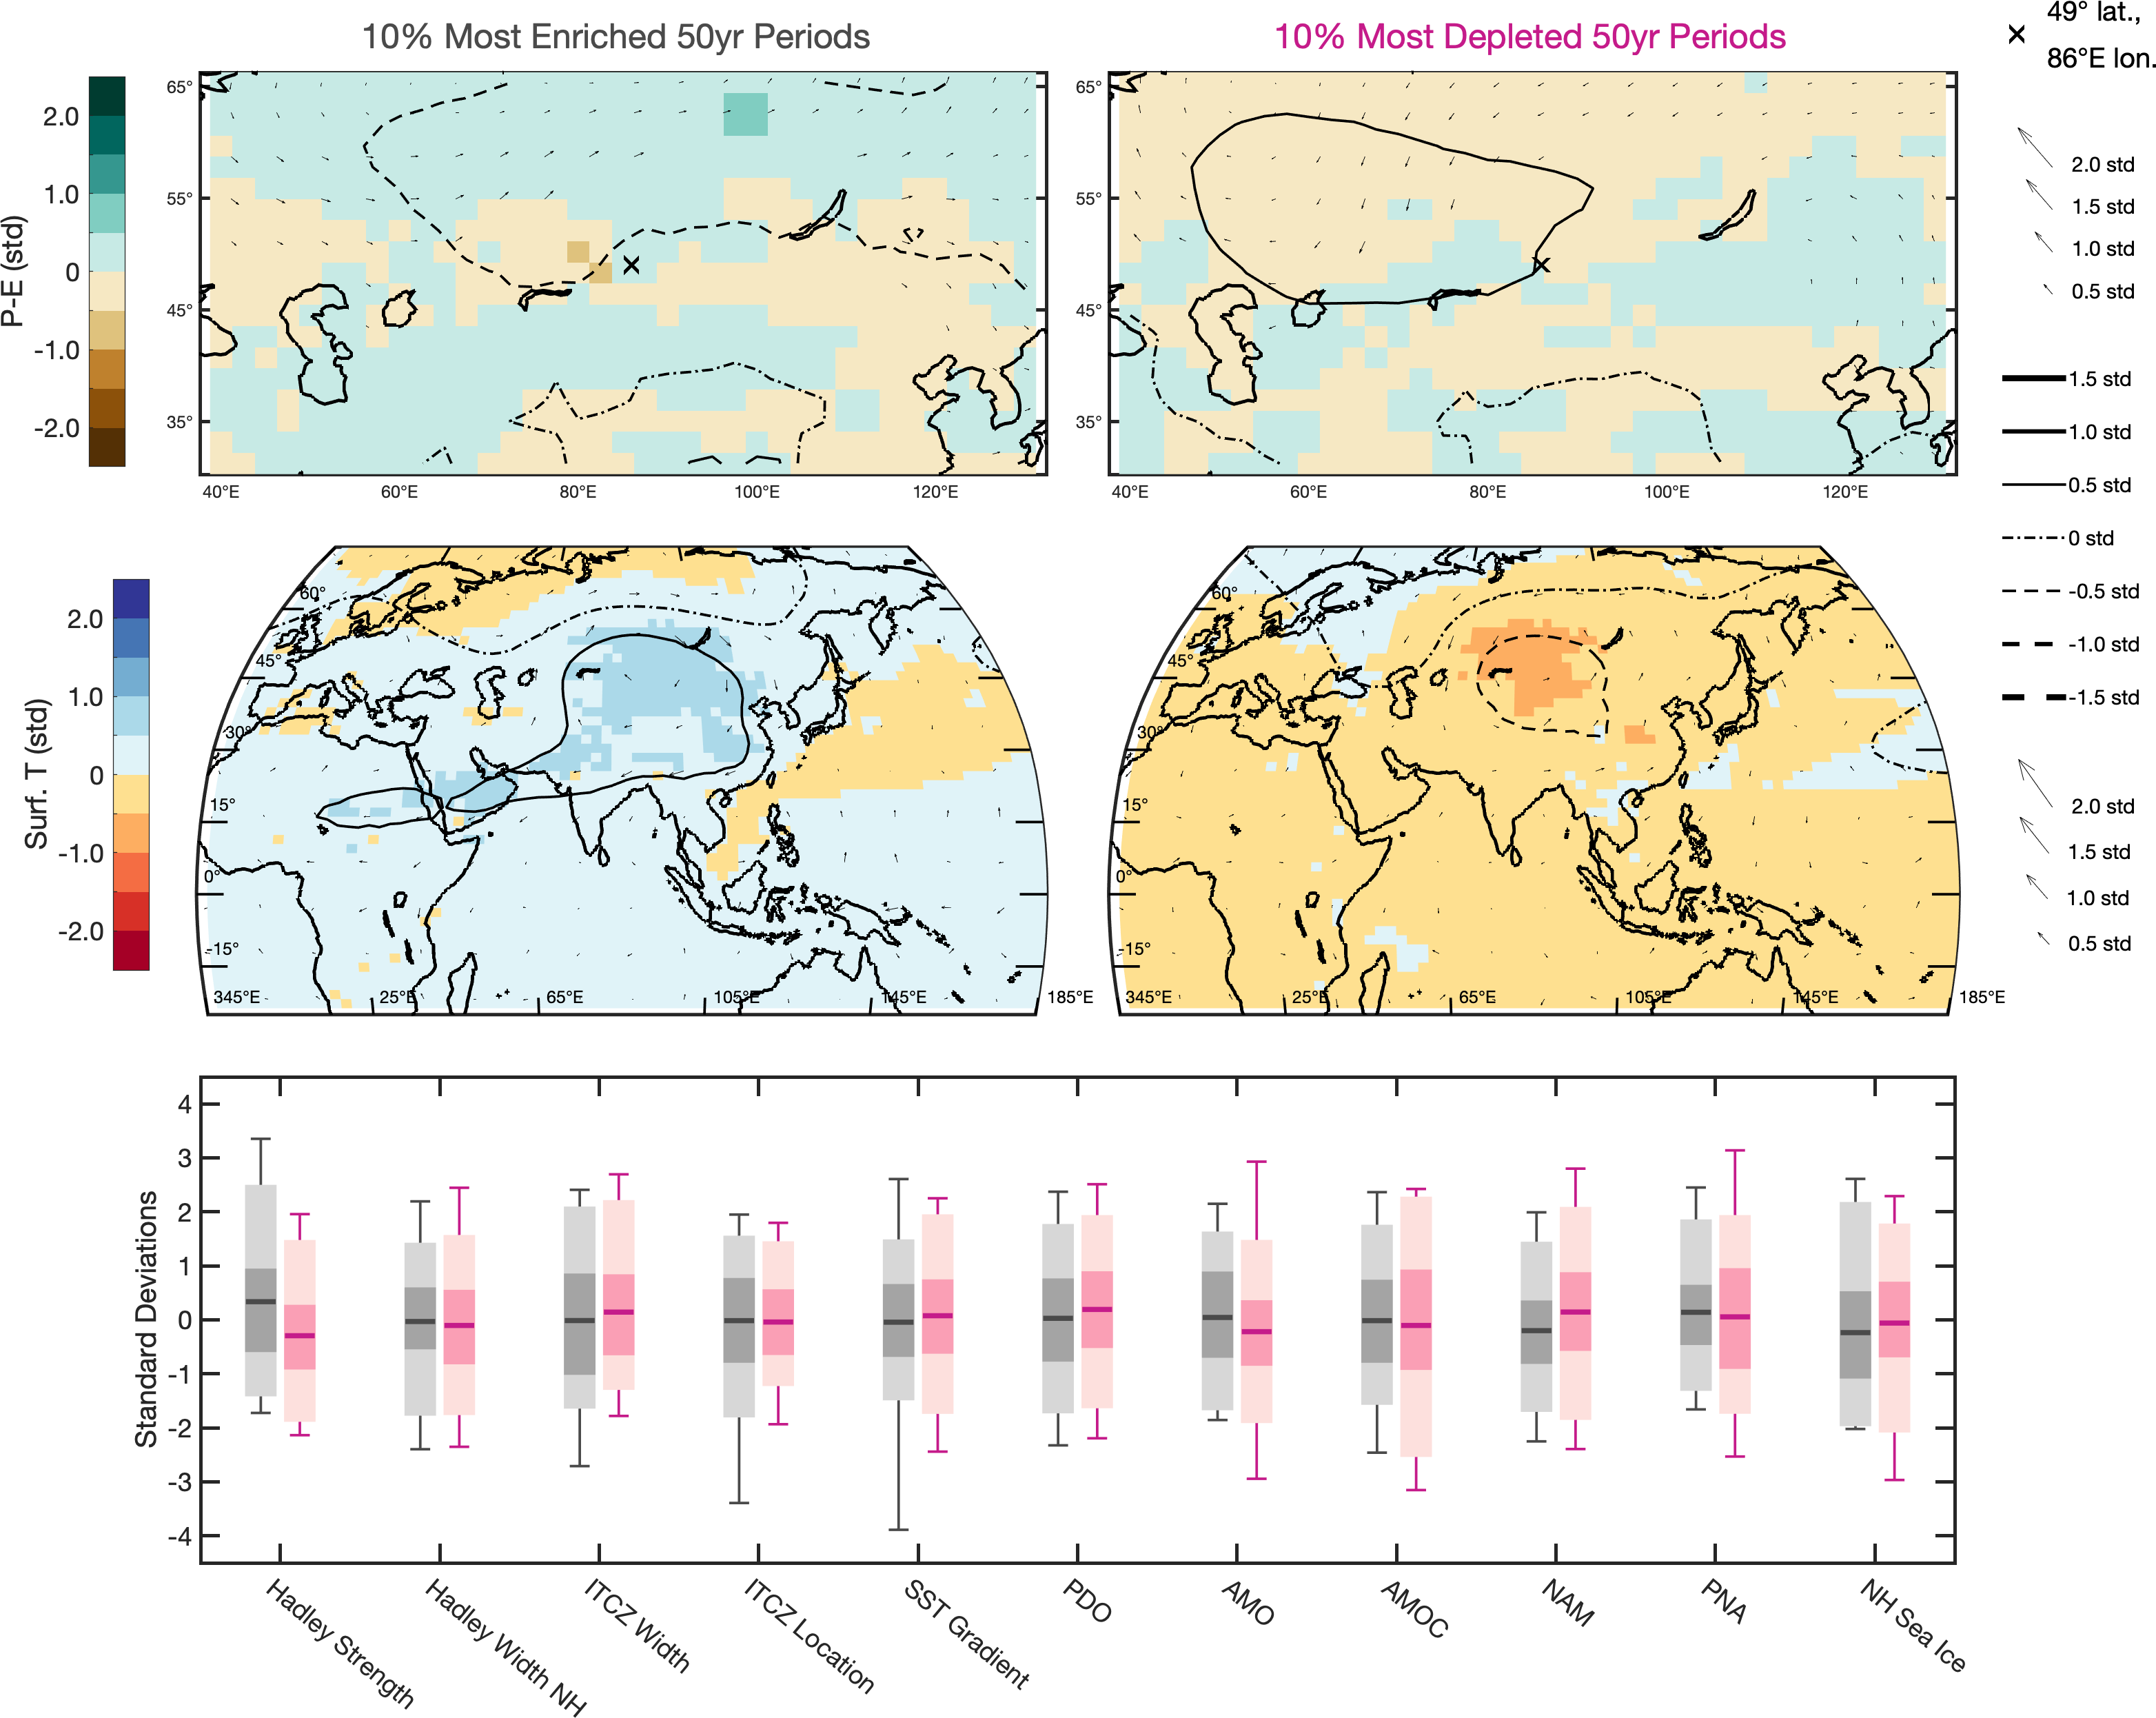 10% Most Enriched 50yr Periods
10% Most Depleted 50yr Periods
49° lat.,
86°E lon.
P-E (std)
2.0
1.0
0
-1.0
-2.0
65°
55°
45°
35°
40°E 60°E 80°E 100°E 120°E
65°
55°
45°
35°
40°E 60°E 80°E 100°E 120°E
2.0 std
1.5 std
1.0 std
0.5 std
1.5 std
1.0 std
0.5 std
0 std
-0.5 std
-1.0 std
-1.5 std
Surf. T (std)
2.0
1.0
0
-1.0
-2.0
60°
45°
30°
15°
0°
-15°
345°E 25°E 65°E 105°E 145°E 185°E
60°
45°
30°
15°
0°
-15°
345°E 25°E 65°E 105°E 145°E 185°E
2.0 std
1.5 std
1.0 std
0.5 std
Standard Deviations
4
3
2
1
0
-1
-2
-3
-4
Hadley Strength
Hadley Width NH
ITCZ Width
ITCZ Location
SST Gradient
PDO
AMO
AMOC
NAM
PNA
NH Sea Ice